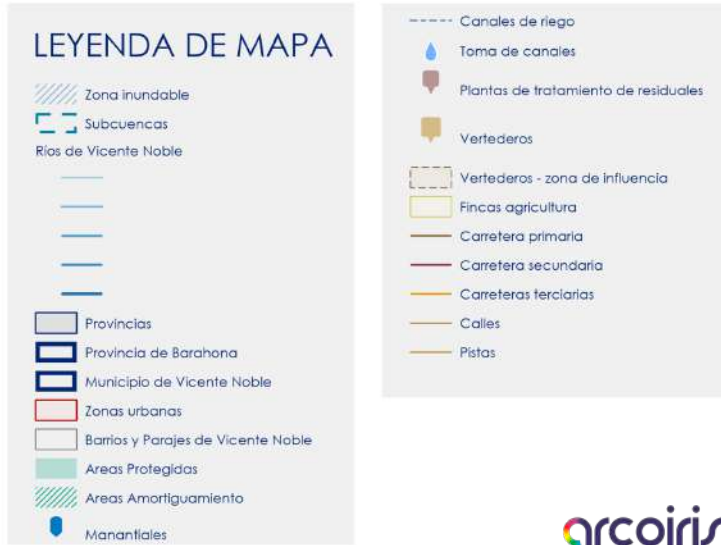 LEYENDA DE MAPA
Zona inundable
Subcuencas
Ríos de Vicente Noble
Provincias
Provincia de Barahona
Municipio de Vicente Noble
Zonas urbanas
Barrios y Parajes de Vicente Noble
Areas Protegidas
Areas Amortiguamiento
Manantiales
Canales de riego
Toma de canales
Plantas de tratamiento de residuales
Vertederos
Vertederos - zona de influencia
Fincas agricultura
Carretera primaria
Carretera secundaria
Carreteras terciarias
Calles
Pistas
arcoiris